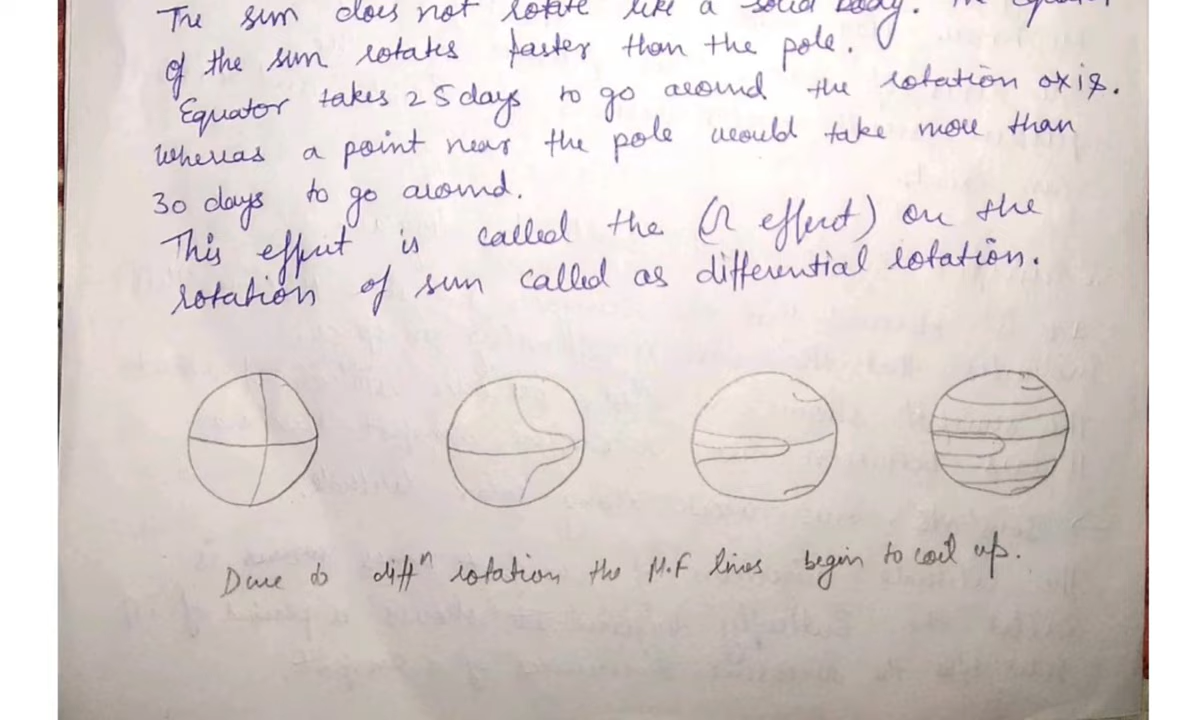 The sun does not rotate like a solid body. The Equator
of the sun rotates faster than the pole.
Equator takes 25 days to go around the rotation axis.
whereas a point near the pole would take more than
30 days to go around.
This effect is called the (Ω effect) on the
rotation of sun called as differential rotation.
Due to diffⁿ rotation the M.F lines begin to coil up.